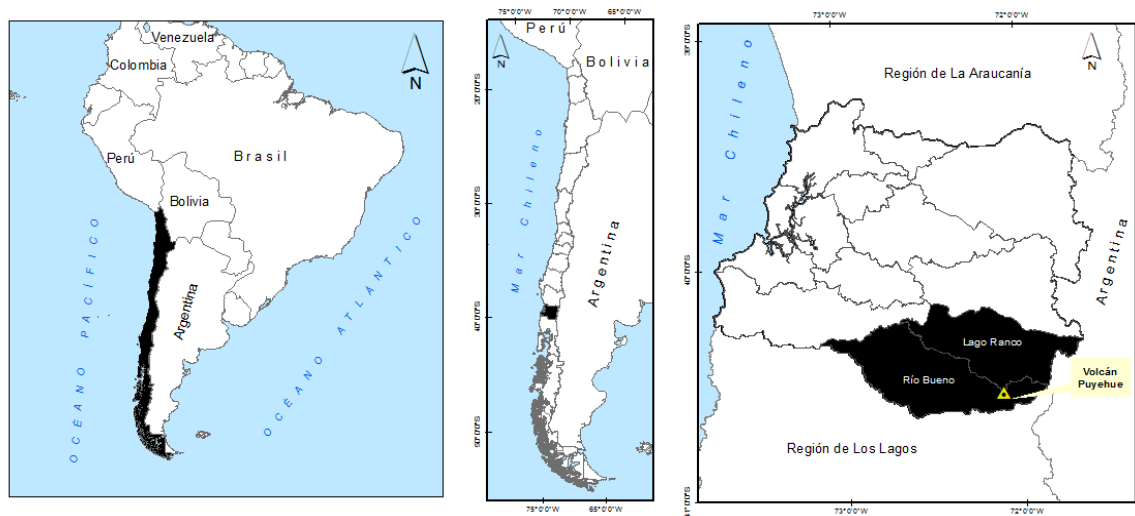 Venezuela
Colombia
Perú
Brasil
Bolivia
Argentina
OCÉANO PACÍFICO
OCÉANO ATLÁNTICO
N
75°0'0"W 70°0'0"W 65°0'0"W
Perú
Bolivia
N
20°0'0"S
30°0'0"S
40°0'0"S
50°0'0"S
Mar Chileno
Argentina
75°0'0"W 65°0'0"W
73°0'0"W 72°0'0"W
Región de La Araucanía
N
Mar Chileno
40°0'0"S
Argentina
Lago Ranco
Río Bueno
Volcán
Puyehue
Región de Los Lagos
73°0'0"W 72°0'0"W